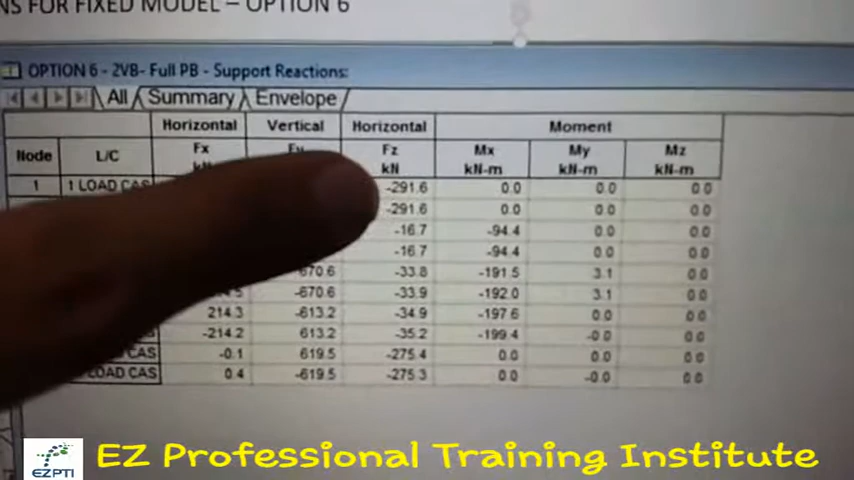 NS FOR FIXED MODEL – OPTION 6
OPTION 6 - 2VB- Full PB - Support Reactions:
All Summary Envelope
Horizontal Vertical Horizontal Moment
Node L/C Fx Fz Mx My Mz
kN kN-m kN-m kN-m
1 1 LOAD CAS -291.6 0.0 0.0 0.0
-291.6 0.0 0.0 0.0
-16.7 -94.4 0.0 0.0
-16.7 -94.4 0.0 0.0
670.6 -33.8 -191.5 3.1 0.0
-670.6 -33.9 -192.0 3.1 0.0
214.3 -613.2 -34.9 -197.6 0.0 0.0
-214.2 613.2 -35.2 -199.4 -0.0 0.0
CAS -0.1 619.5 -275.4 0.0 0.0 0.0
LOAD CAS 0.4 -619.5 -275.3 0.0 -0.0 0.0
EZPTI
EZ Professional Training Institute